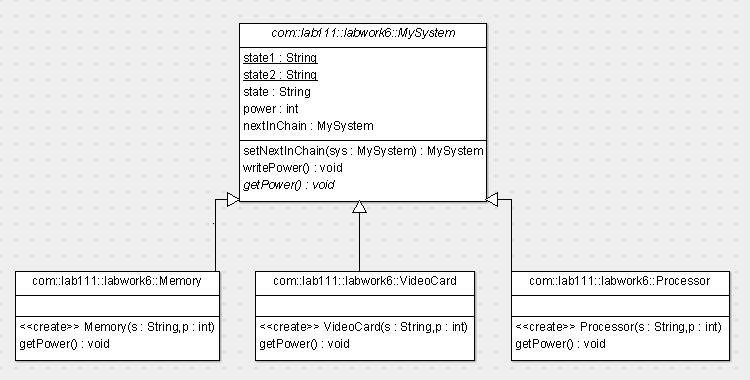 com::lab111::labwork6::MySystem
state1 : String
state2 : String
state : String
power : int
nextInChain : MySystem
setNextInChain(sys : MySystem) : MySystem
writePower() : void
getPower() : void
com::lab111::labwork6::Memory
<<create>> Memory(s : String,p : int)
getPower() : void
com::lab111::labwork6::VideoCard
<<create>> VideoCard(s : String,p : int)
getPower() : void
com::lab111::labwork6::Processor
<<create>> Processor(s : String,p : int)
getPower() : void